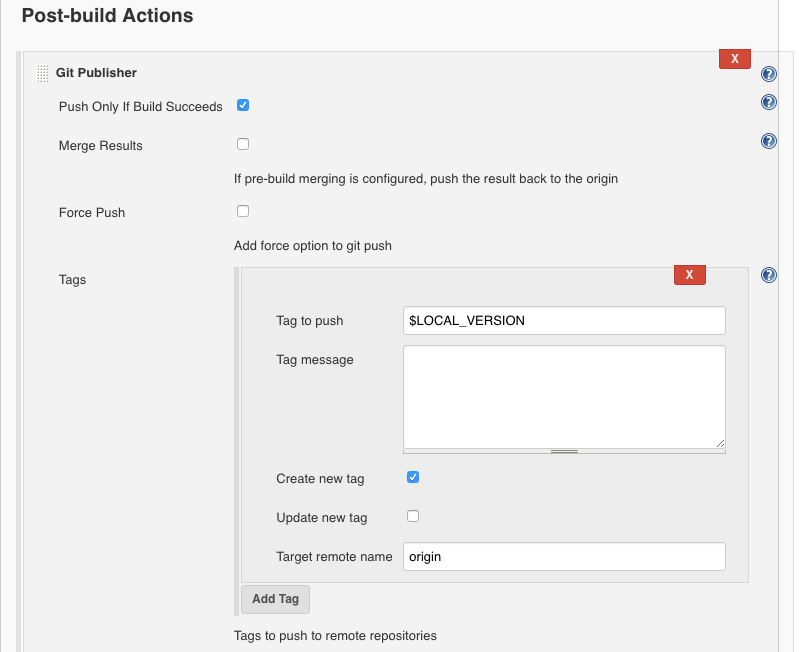 Post-build Actions
X
Git Publisher
?
Push Only If Build Succeeds
?
Merge Results
?
If pre-build merging is configured, push the result back to the origin
Force Push
Add force option to git push
Tags
X
?
Tag to push
$LOCAL_VERSION
Tag message
Create new tag
Update new tag
Target remote name
origin
Add Tag
Tags to push to remote repositories